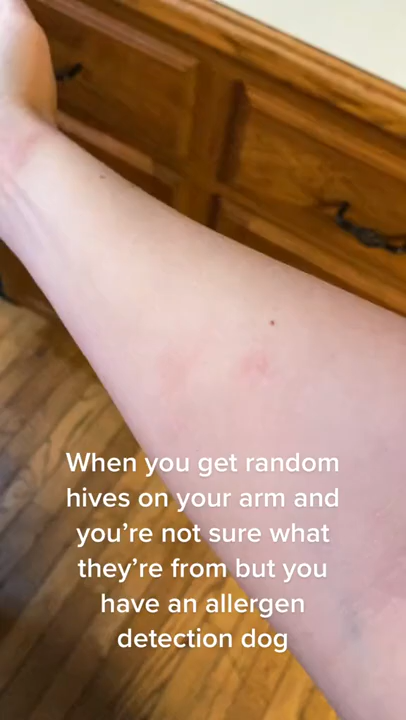 When you get random
hives on your arm and
you’re not sure what
they’re from but you
have an allergen
detection dog